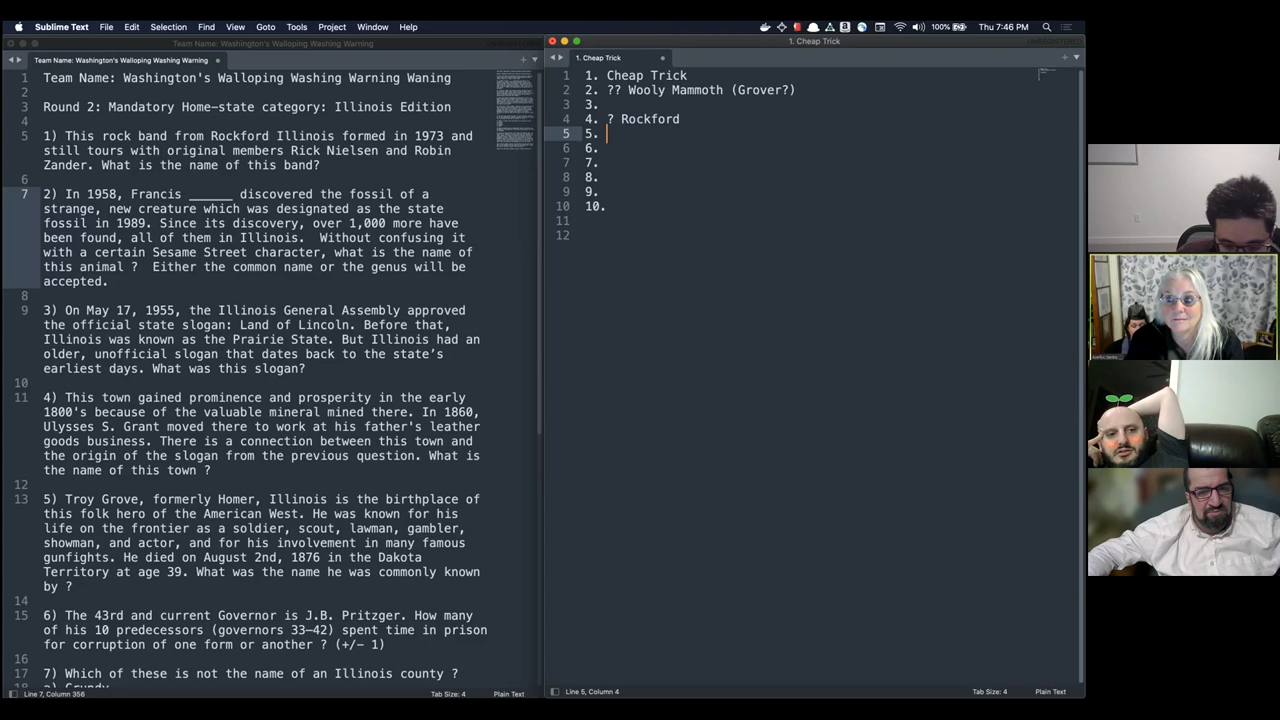 Sublime Text File Edit Selection Find View Goto Tools Project Window Help 100% Thu 7:46 PM
Team Name: Washington's Walloping Washing Warning
Team Name: Washington's Walloping Washing Warning
1 Team Name: Washington's Walloping Washing Warning Waning
2
3 Round 2: Mandatory Home-state category: Illinois Edition
4
5 1) This rock band from Rockford Illinois formed in 1973 and
still tours with original members Rick Nielsen and Robin
Zander. What is the name of this band?
6
7 2) In 1958, Francis ______ discovered the fossil of a
strange, new creature which was designated as the state
fossil in 1989. Since its discovery, over 1,000 more have
been found, all of them in Illinois.  Without confusing it
with a certain Sesame Street character, what is the name of
this animal ?  Either the common name or the genus will be
accepted.
8
9 3) On May 17, 1955, the Illinois General Assembly approved
the official state slogan: Land of Lincoln. Before that,
Illinois was known as the Prairie State. But Illinois had an
older, unofficial slogan that dates back to the state’s
earliest days. What was this slogan?
10
11 4) This town gained prominence and prosperity in the early
1800's because of the valuable mineral mined there. In 1860,
Ulysses S. Grant moved there to work at his father's leather
goods business. There is a connection between this town and
the origin of the slogan from the previous question. What is
the name of this town ?
12
13 5) Troy Grove, formerly Homer, Illinois is the birthplace of
this folk hero of the American West. He was known for his
life on the frontier as a soldier, scout, lawman, gambler,
showman, and actor, and for his involvement in many famous
gunfights. He died on August 2nd, 1876 in the Dakota
Territory at age 39. What was the name he was commonly known
by ?
14
15 6) The 43rd and current Governor is J.B. Pritzger. How many
of his 10 predecessors (governors 33–42) spent time in prison
for corruption of one form or another ? (+/- 1)
16
17 7) Which of these is not the name of an Illinois county ?
a) Grundy
Line 7, Column 356 Tab Size: 4 Plain Text
1. Cheap Trick
UNREGISTERED
1. Cheap Trick
1 1. Cheap Trick
2 2. ?? Wooly Mammoth (Grover?)
3 3.
4 4. ? Rockford
5 5.
6 6.
7 7.
8 8.
9 9.
10 10.
11
12
Line 5, Column 4 Tab Size: 4 Plain Text